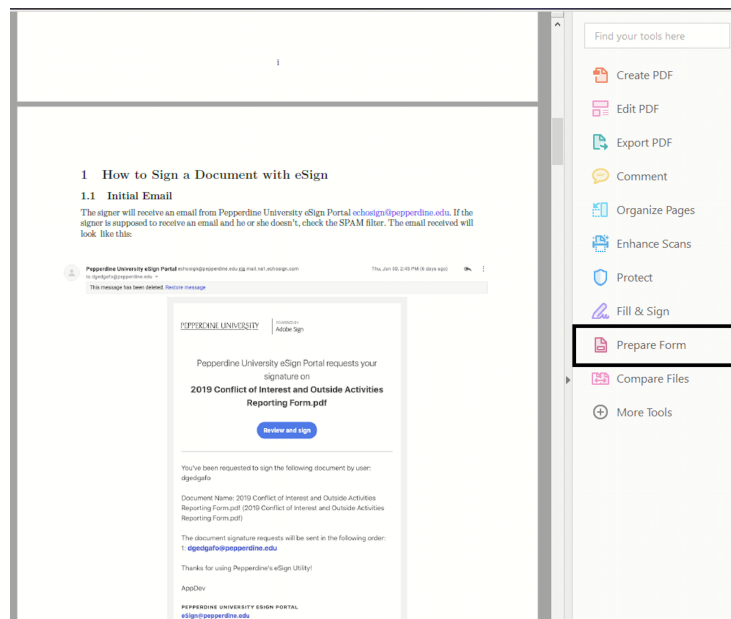 i
1 How to Sign a Document with eSign
1.1 Initial Email
The signer will receive an email from Pepperdine University eSign Portal echosign@pepperdine.edu. If the
signer is supposed to receive an email and he or she doesn't, check the SPAM filter. The email received will
look like this:
Pepperdine University eSign Portal echosign@pepperdine.edu via mail.na1.echosign.com
Thu, Jan 30, 2:43 PM (6 days ago)
to dgedgafo@pepperdine.edu
This message has been deleted. Restore message
PEPPERDINE UNIVERSITY
POWERED BY
Adobe Sign
Pepperdine University eSign Portal requests your
signature on
2019 Conflict of Interest and Outside Activities
Reporting Form.pdf
Review and sign
You've been requested to sign the following document by user:
dgedgafo
Document Name: 2019 Conflict of Interest and Outside Activities
Reporting Form.pdf (2019 Conflict of Interest and Outside Activities
Reporting Form.pdf)
The document signature requests will be sent in the following order:
1: dgedgafo@pepperdine.edu
Thanks for using Pepperdine's eSign Utility!
AppDev
PEPPERDINE UNIVERSITY ESIGN PORTAL
eSign@pepperdine.edu
Find your tools here
Create PDF
Edit PDF
Export PDF
Comment
Organize Pages
Enhance Scans
Protect
Fill & Sign
Prepare Form
Compare Files
More Tools